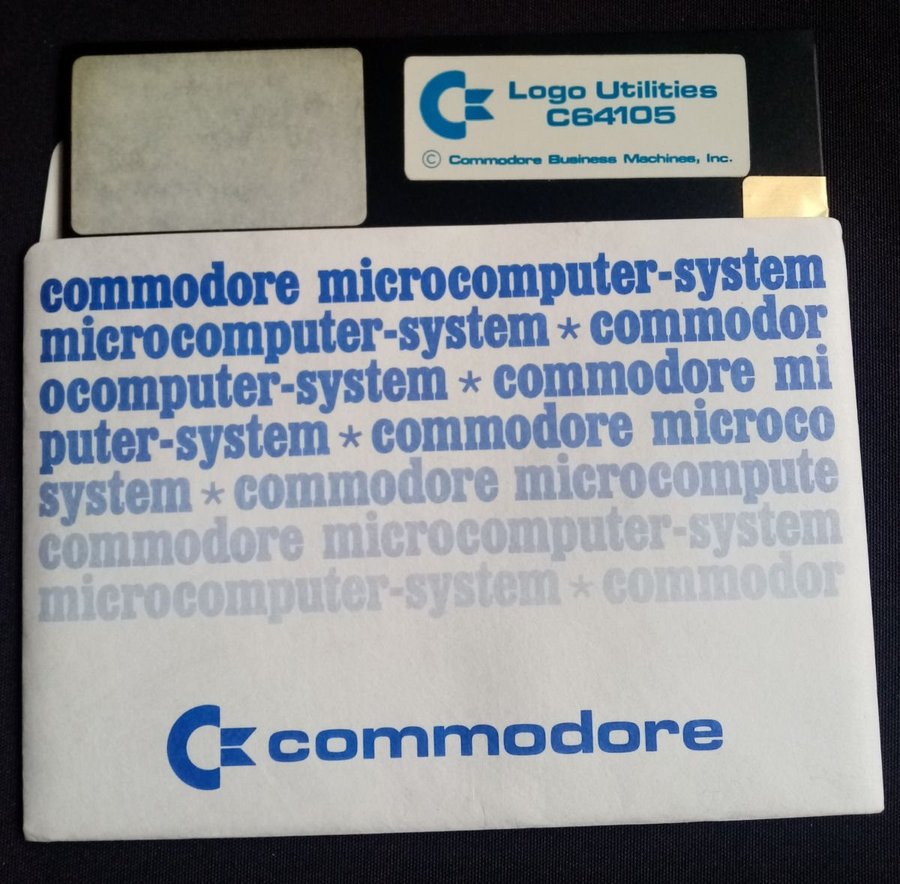 Logo Utilities
C64105
© Commodore Business Machines, Inc.
commodore microcomputer-system
microcomputer-system * commodor
ocomputer-system * commodore mi
puter-system * commodore microco
system * commodore microcompute
commodore microcomputer-system
microcomputer-system * commodor
commodore